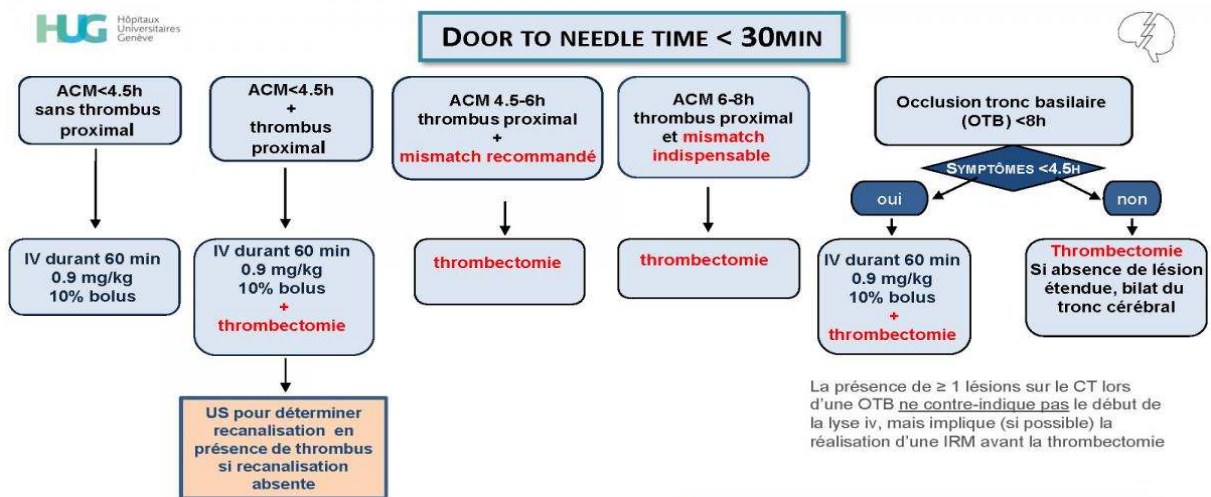 HUG
Hôpitaux
Universitaires
Genève
DOOR TO NEEDLE TIME < 30MIN
ACM<4.5h
sans thrombus
proximal
ACM<4.5h
+
thrombus
proximal
ACM 4.5-6h
thrombus proximal
+
mismatch recommandé
ACM 6-8h
thrombus proximal
et mismatch
indispensable
Occlusion tronc basilaire
(OTB) <8h
SYMPTÔMES <4.5H
oui
non
IV durant 60 min
0.9 mg/kg
10% bolus
IV durant 60 min
0.9 mg/kg
10% bolus
+
thrombectomie
thrombectomie
thrombectomie
IV durant 60 min
0.9 mg/kg
10% bolus
+
thrombectomie
Thrombectomie
Si absence de lésion
étendue, bilat du
tronc cérébral
US pour déterminer
recanalisation en
présence de thrombus
si recanalisation
absente
La présence de ≥ 1 lésions sur le CT lors
d'une OTB ne contre-indique pas le début de
la lyse iv, mais implique (si possible) la
réalisation d'une IRM avant la thrombectomie